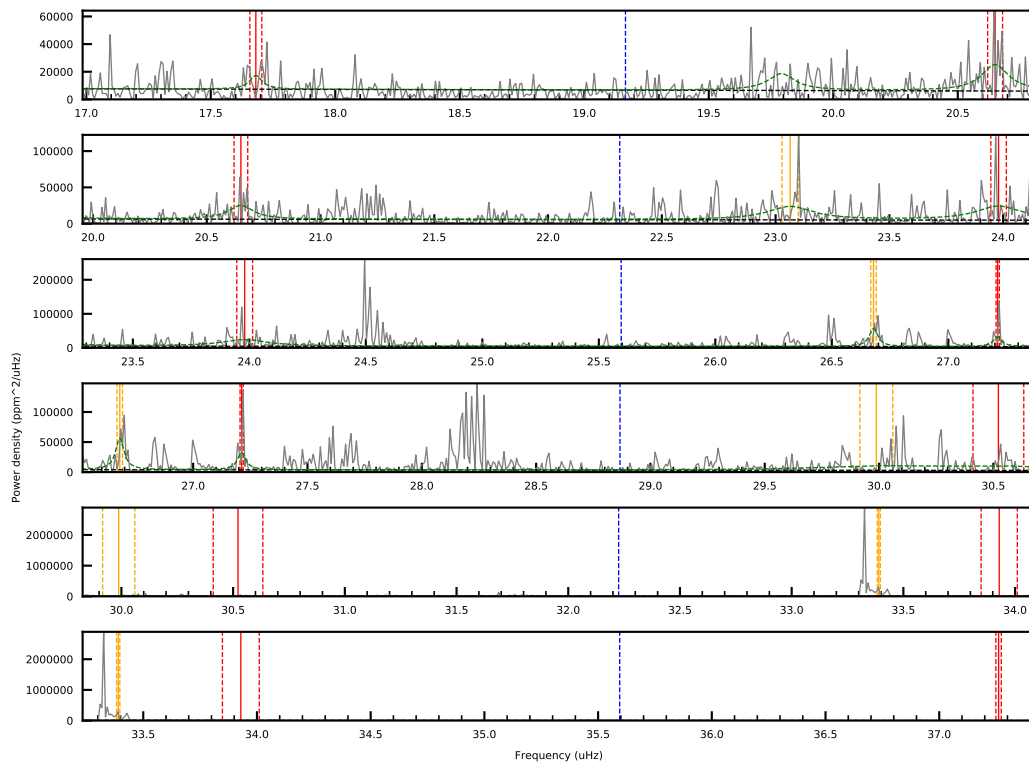 60000
40000
20000
0
17.0 17.5 18.0 18.5 19.0 19.5 20.0 20.5
100000
50000
0
20.0 20.5 21.0 21.5 22.0 22.5 23.0 23.5 24.0
200000
100000
0
23.5 24.0 24.5 25.0 25.5 26.0 26.5 27.0
Power density (ppm^2/uHz)
100000
50000
0
27.0 27.5 28.0 28.5 29.0 29.5 30.0 30.5
2000000
1000000
0
30.0 30.5 31.0 31.5 32.0 32.5 33.0 33.5 34.0
2000000
1000000
0
33.5 34.0 34.5 35.0 35.5 36.0 36.5 37.0
Frequency (uHz)